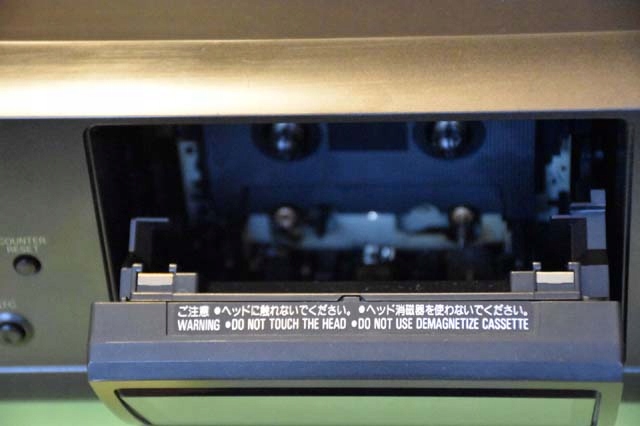 COUNTER
RESET
ご注意 ●ヘッドに触れないでください。 ●ヘッド消磁器を使わないでください。
WARNING ●DO NOT TOUCH THE HEAD ●DO NOT USE DEMAGNETIZE CASSETTE